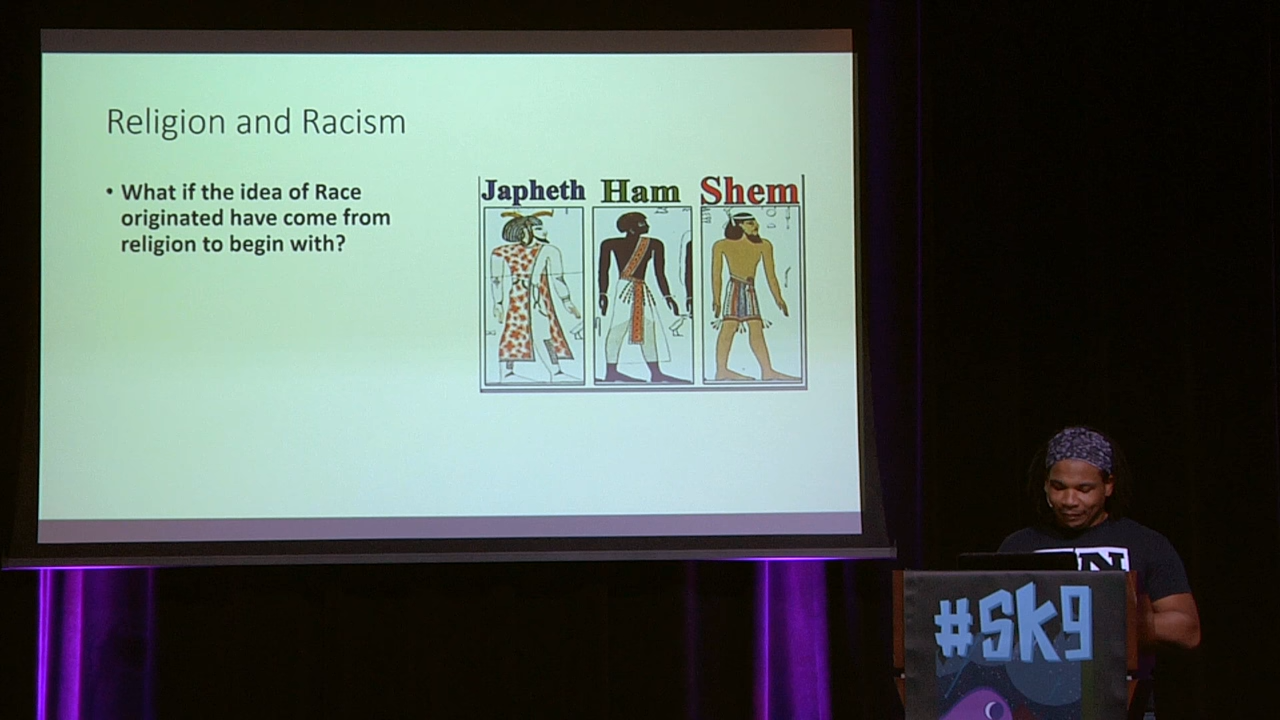 Religion and Racism
• What if the idea of Race
originated have come from
religion to begin with?
Japheth Ham Shem
N
#SK9